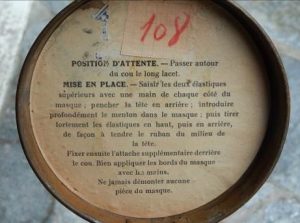 108
POSITION D'ATTENTE. — Passer autour
du cou le long lacet.
MISE EN PLACE. — Saisir les deux élastiques
supérieurs avec une main de chaque côté du
masque; pencher la tête en arrière; introduire
profondément le menton dans le masque; puis tirer
fortement les élastiques en haut, puis en arrière,
de façon à tendre le ruban du milieu de
la tête.
Fixer ensuite l'attache supplémentaire derrière
le cou. Bien appliquer les bords du masque
avec les mains.
Ne jamais démonter aucune
pièce du masque.